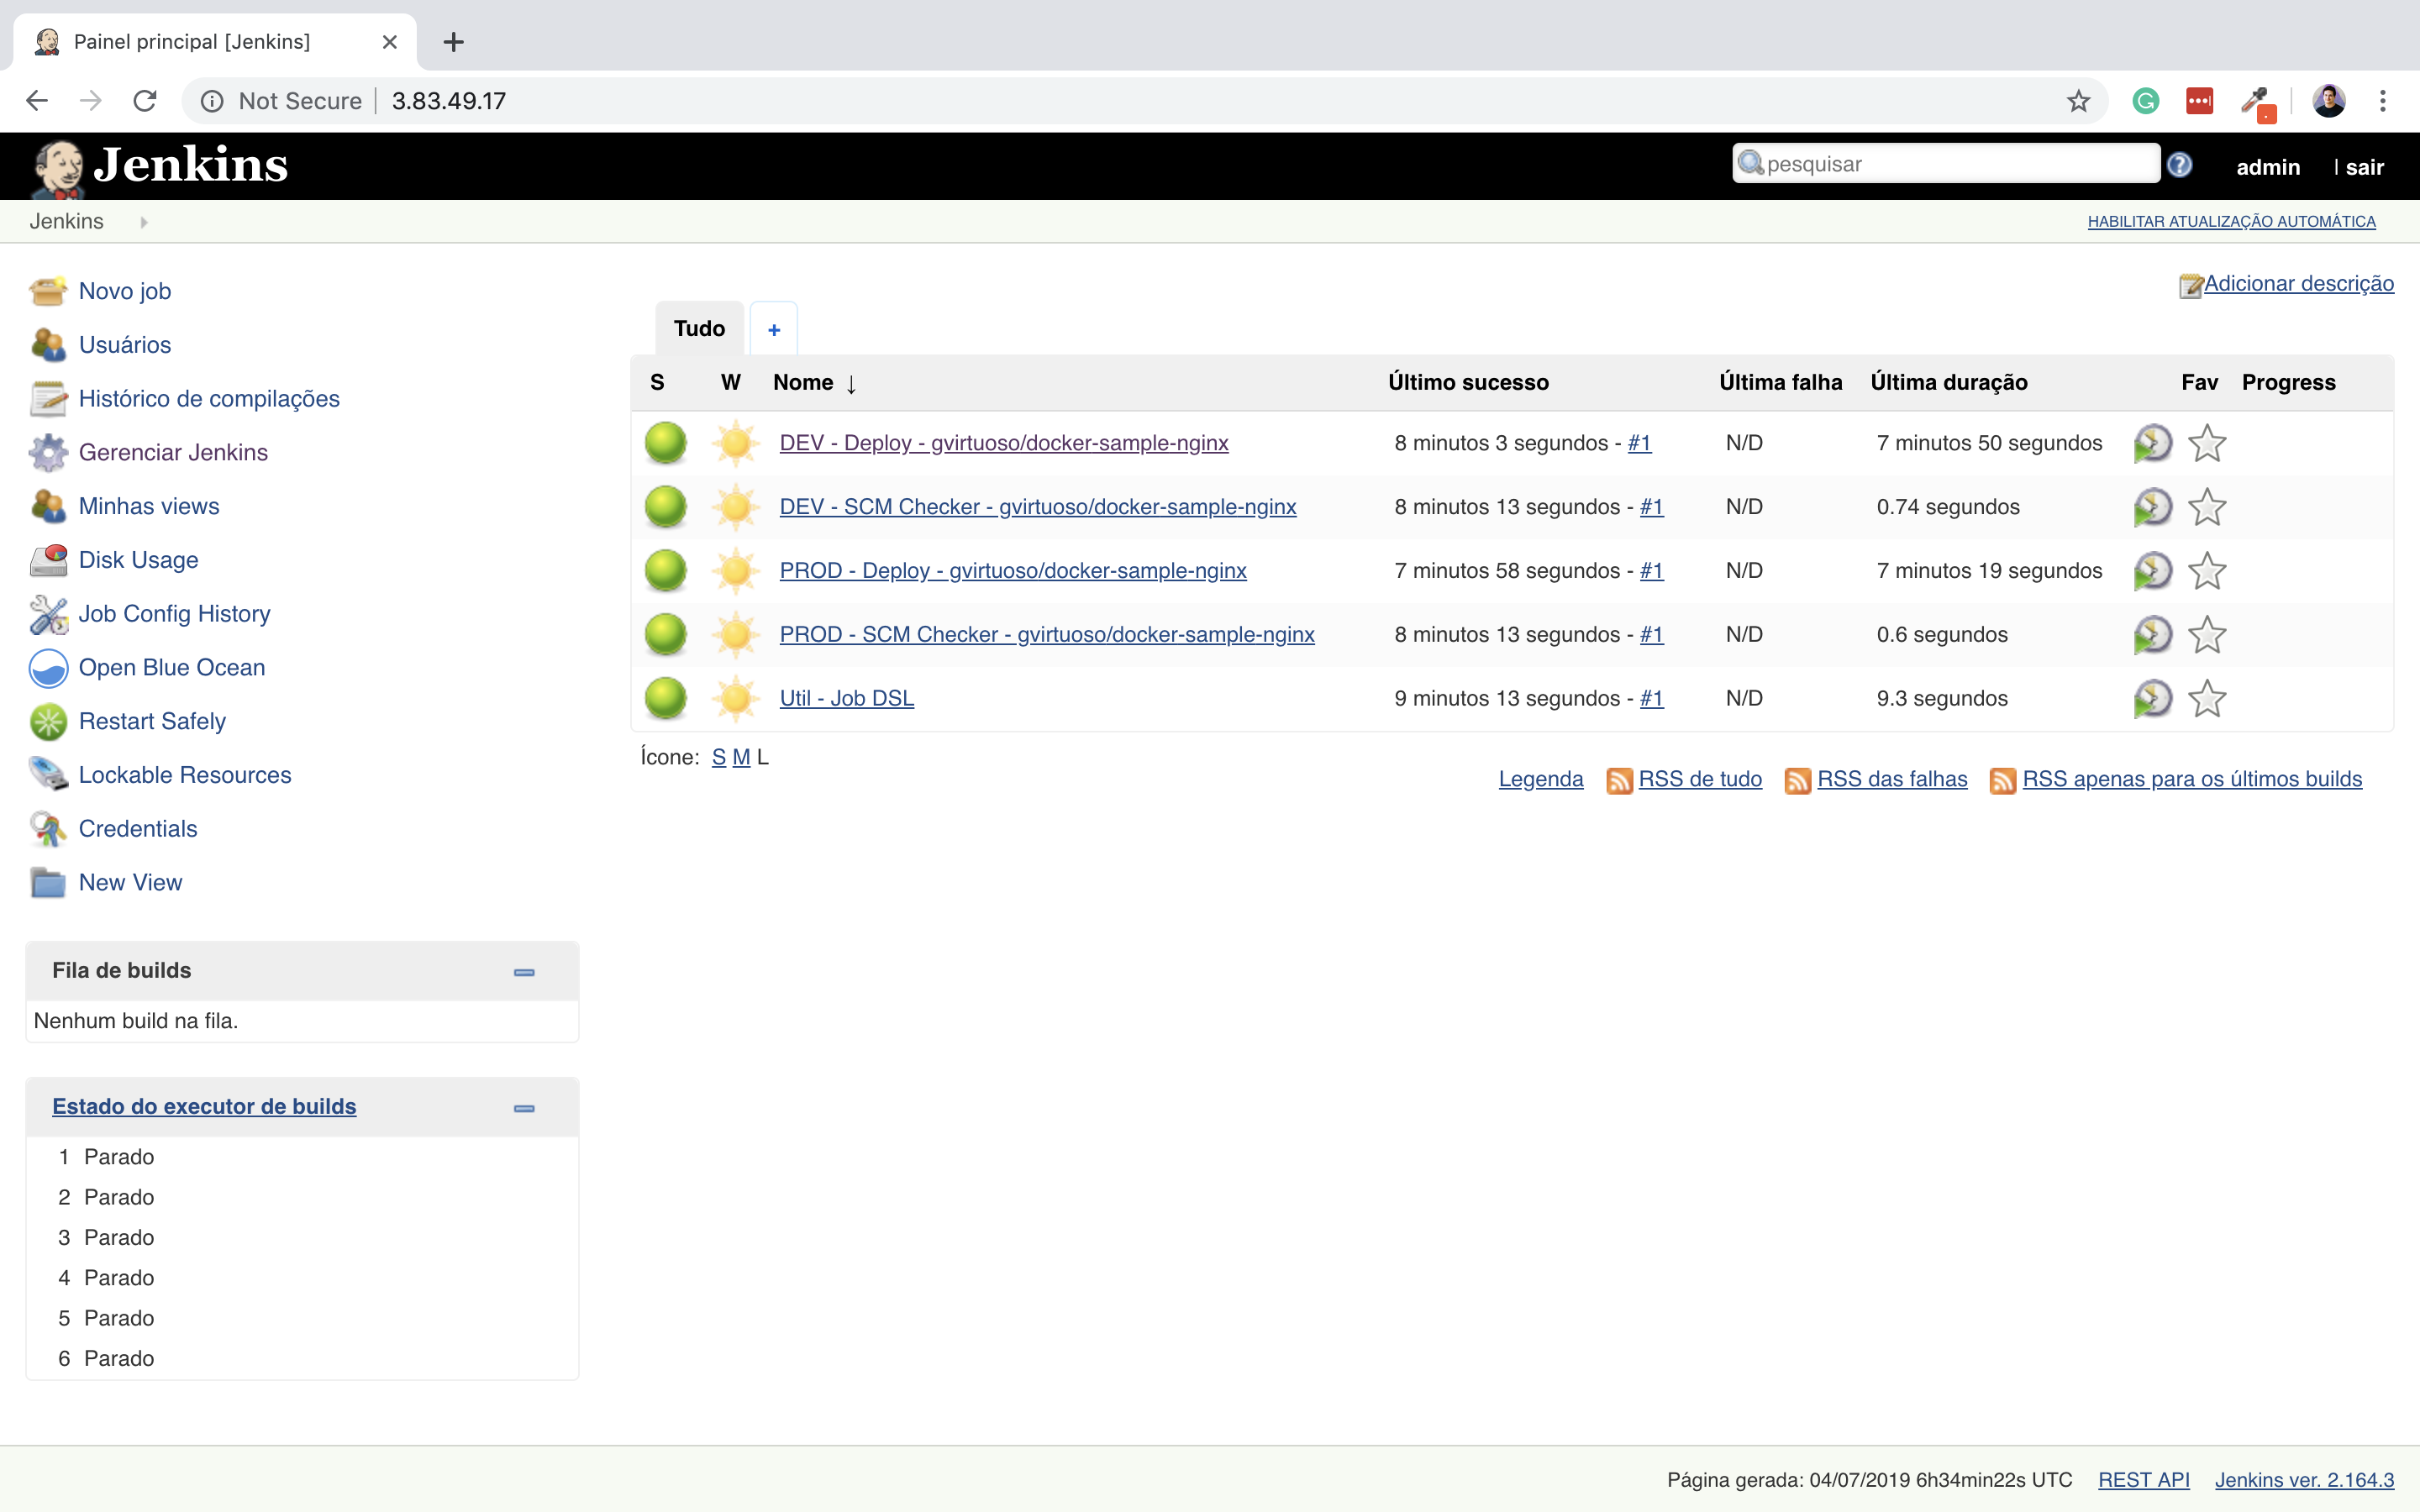 Painel principal [Jenkins]
Not Secure 3.83.49.17
Jenkins
pesquisar
admin | sair
Jenkins
HABILITAR ATUALIZAÇÃO AUTOMÁTICA
Novo job
Usuários
Histórico de compilações
Gerenciar Jenkins
Minhas views
Disk Usage
Job Config History
Open Blue Ocean
Restart Safely
Lockable Resources
Credentials
New View
Fila de builds
Nenhum build na fila.
Estado do executor de builds
1 Parado
2 Parado
3 Parado
4 Parado
5 Parado
6 Parado
Adicionar descrição
Tudo +
S W Nome ↓ Último sucesso Última falha Última duração Fav Progress
DEV - Deploy - gvirtuoso/docker-sample-nginx 8 minutos 3 segundos - #1 N/D 7 minutos 50 segundos
DEV - SCM Checker - gvirtuoso/docker-sample-nginx 8 minutos 13 segundos - #1 N/D 0.74 segundos
PROD - Deploy - gvirtuoso/docker-sample-nginx 7 minutos 58 segundos - #1 N/D 7 minutos 19 segundos
PROD - SCM Checker - gvirtuoso/docker-sample-nginx 8 minutos 13 segundos - #1 N/D 0.6 segundos
Util - Job DSL 9 minutos 13 segundos - #1 N/D 9.3 segundos
Ícone: S M L
Legenda RSS de tudo RSS das falhas RSS apenas para os últimos builds
Página gerada: 04/07/2019 6h34min22s UTC REST API Jenkins ver. 2.164.3